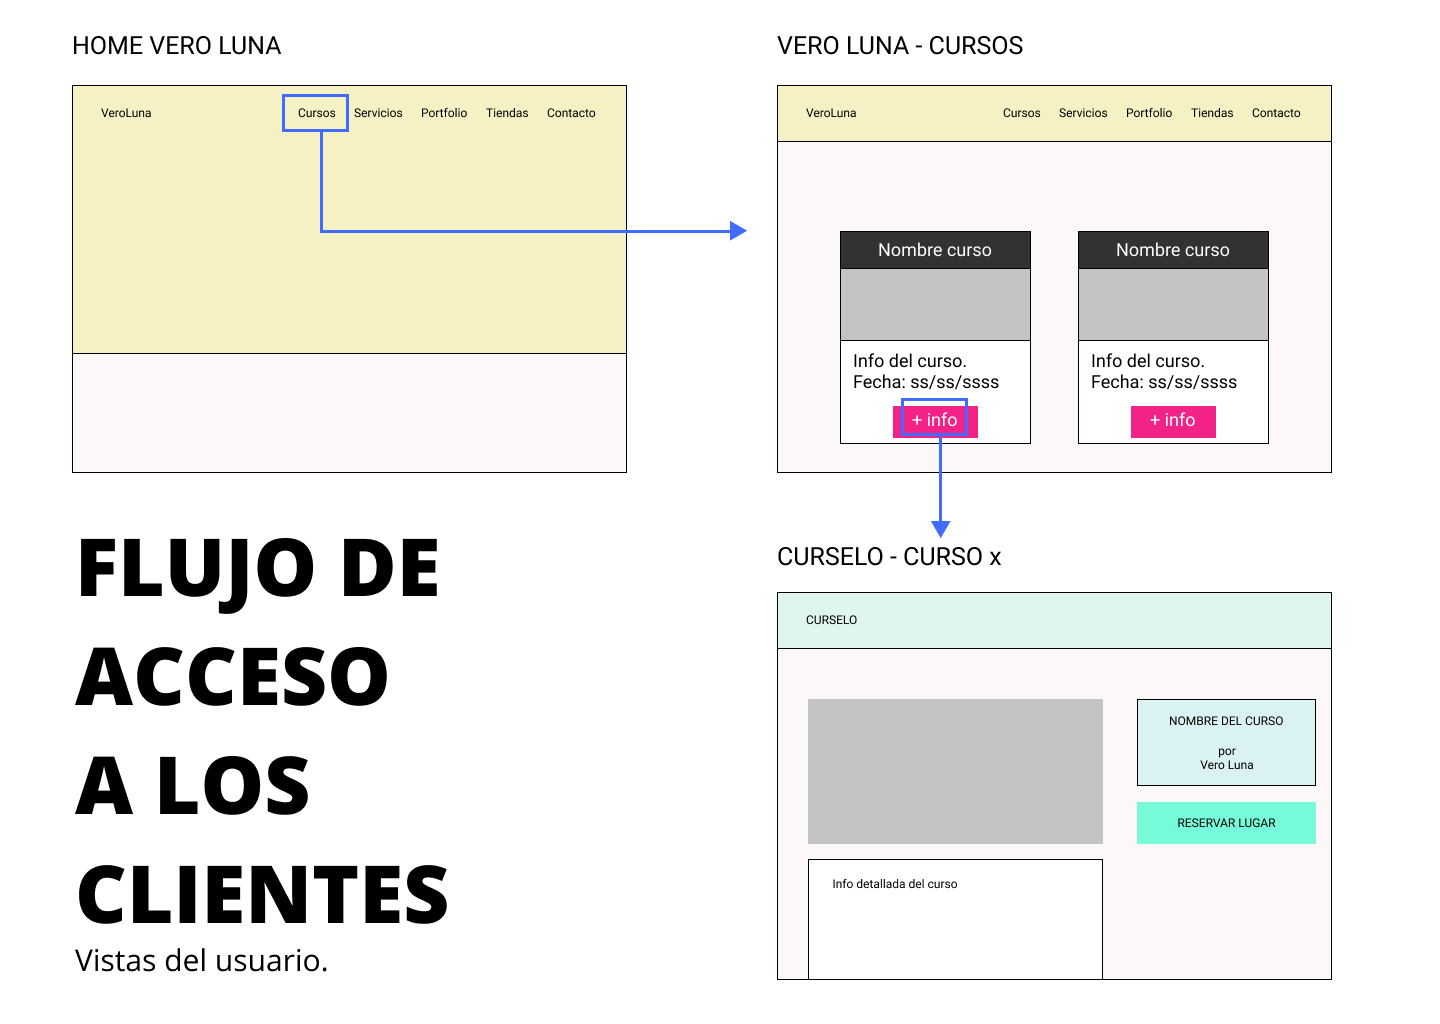 HOME VERO LUNA
VeroLuna Cursos Servicios Portfolio Tiendas Contacto
VERO LUNA - CURSOS
VeroLuna Cursos Servicios Portfolio Tiendas Contacto
Nombre curso
Info del curso.
Fecha: ss/ss/ssss
+ info
Nombre curso
Info del curso.
Fecha: ss/ss/ssss
+ info
FLUJO DE
ACCESO
A LOS
CLIENTES
Vistas del usuario.
CURSELO - CURSO x
CURSELO
NOMBRE DEL CURSO
por
Vero Luna
RESERVAR LUGAR
Info detallada del curso